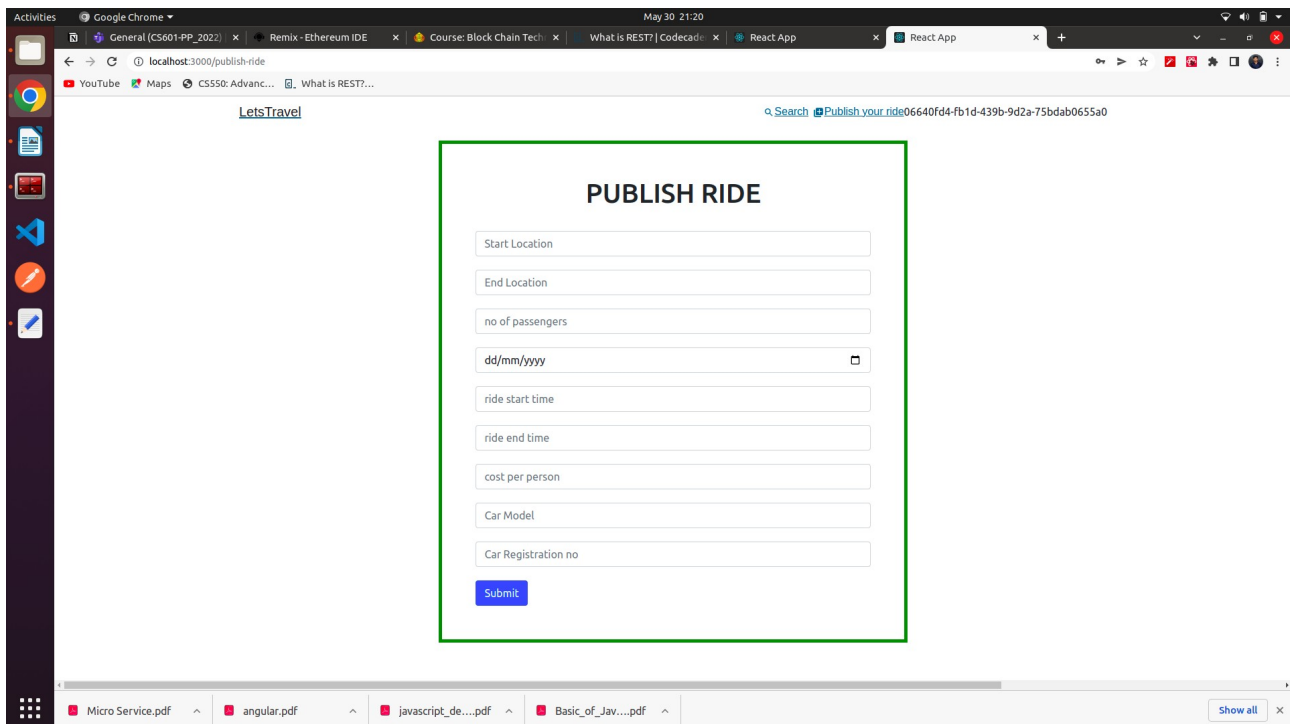 Activities Google Chrome May 30 21:20
General (CS601-PP_2022) Remix - Ethereum IDE Course: Block Chain Tech What is REST? | Codecade React App React App
localhost:3000/publish-ride
YouTube Maps CS550: Advanc... What is REST?...
LetsTravel Search Publish your ride06640fd4-fb1d-439b-9d2a-75bdab0655a0
PUBLISH RIDE
Start Location
End Location
no of passengers
dd/mm/yyyy
ride start time
ride end time
cost per person
Car Model
Car Registration no
Submit
Micro Service.pdf angular.pdf javascript_de....pdf Basic_of_Jav....pdf Show all